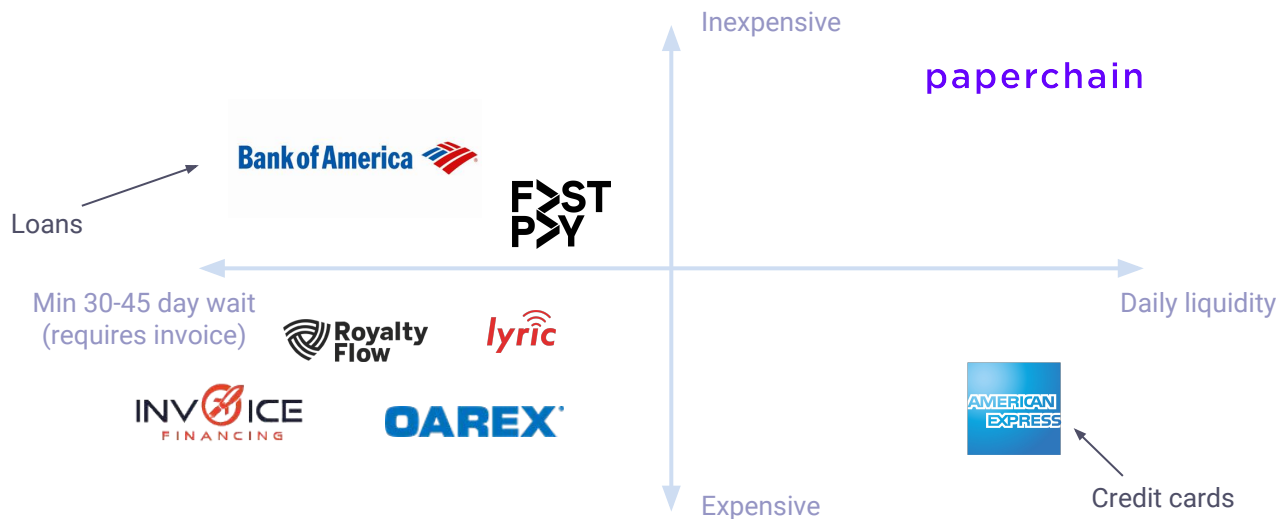 Inexpensive
paperchain
Bank of America
FAST
PAY
Loans
Min 30-45 day wait
(requires invoice)
Daily liquidity
Royalty
Flow
lyric
INVOICE
FINANCING
OAREX
AMERICAN
EXPRESS
Credit cards
Expensive